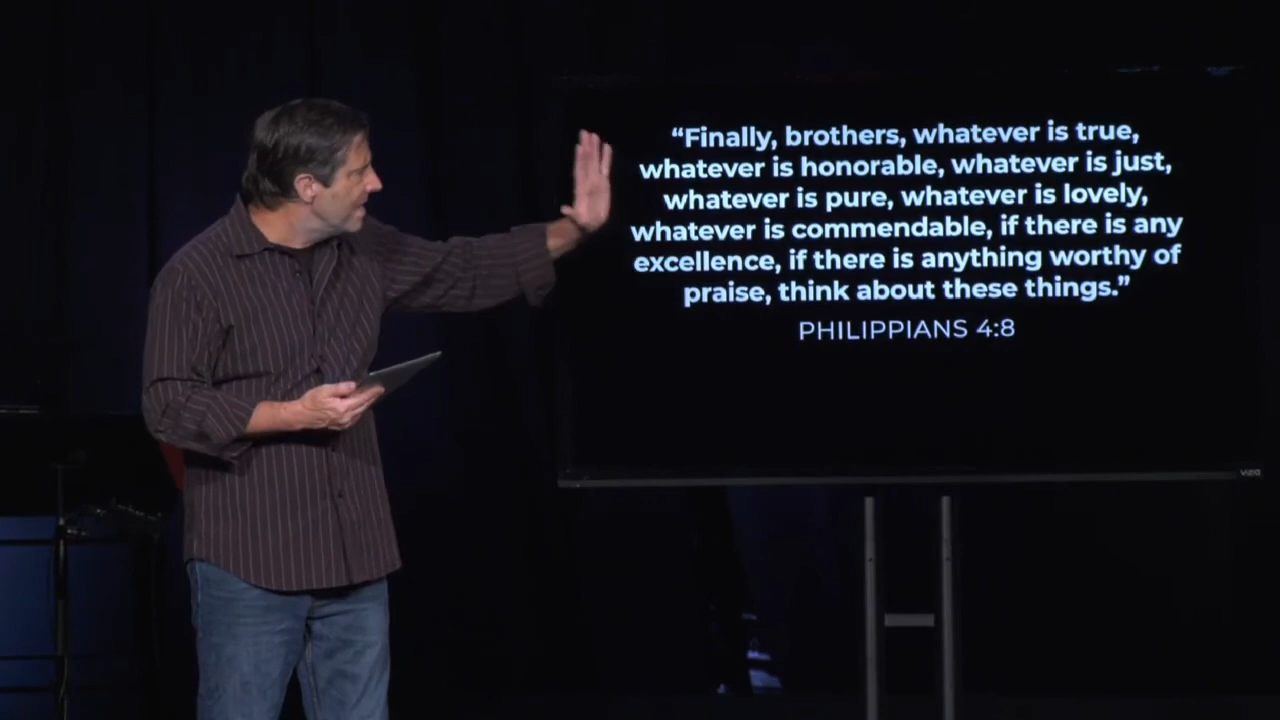 “Finally, brothers, whatever is true,
whatever is honorable, whatever is just,
whatever is pure, whatever is lovely,
whatever is commendable, if there is any
excellence, if there is anything worthy of
praise, think about these things.”
PHILIPPIANS 4:8
VIZIO